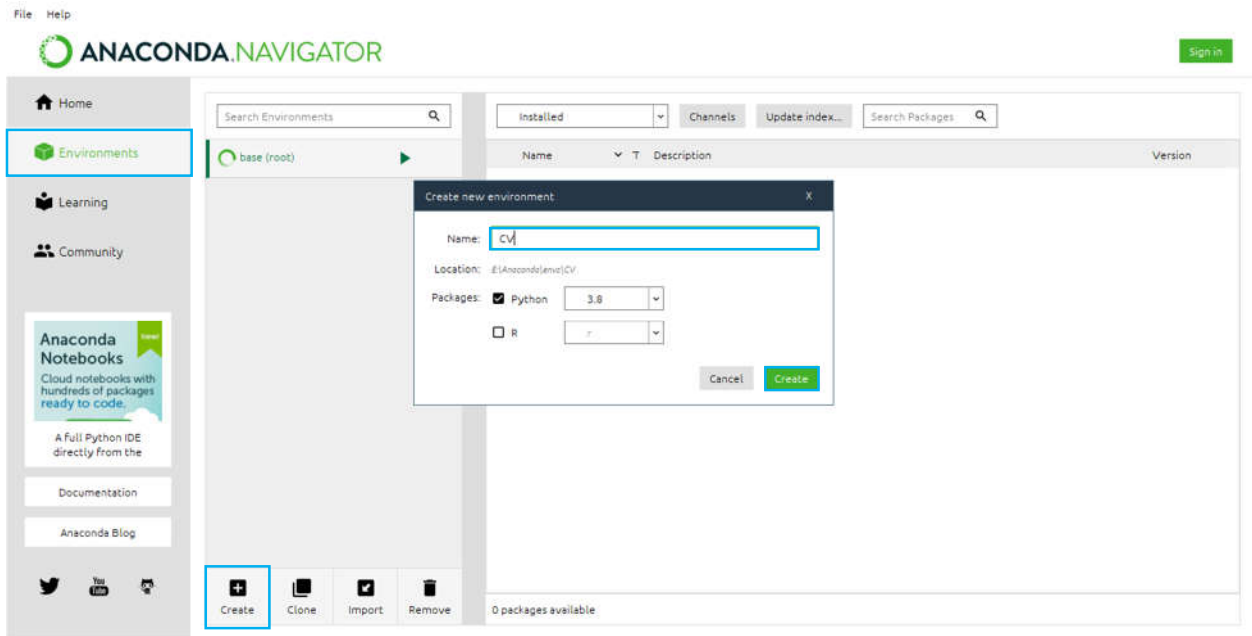 File Help
ANACONDA.NAVIGATOR
Sign in
Home
Environments
Learning
Community
Search Environments
base (root)
Installed
Channels
Update index...
Search Packages
Name
T
Description
Version
Create new environment
X
Name: CV
Location: E:\Anaconda\envs\CV
Packages: Python 3.8
R r
Cancel
Create
Anaconda
Notebooks
Cloud notebooks with
hundreds of packages
ready to code.
A full Python IDE
directly from the
Documentation
Anaconda Blog
You
Tube
Create
Clone
Import
Remove
0 packages available